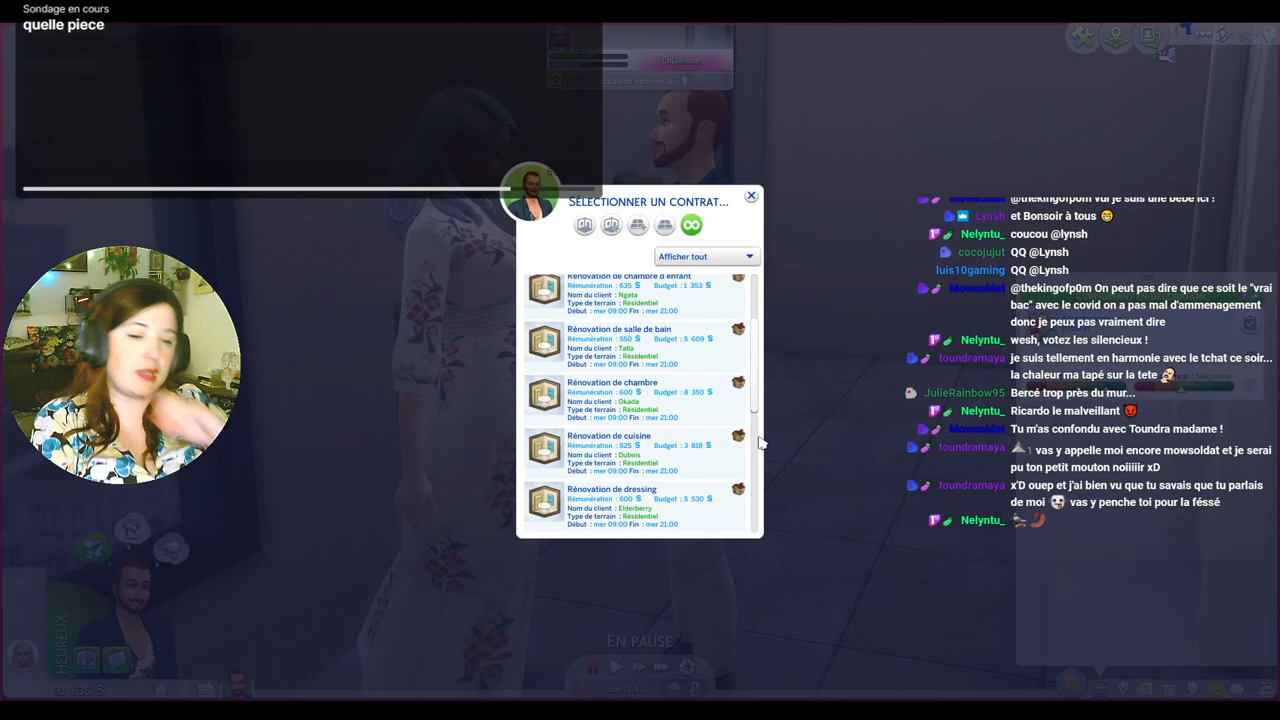 Sondage en cours
quelle piece
Enjôleuse
SÉLECTIONNER UN CONTRAT...
Afficher tout
Rénovation de chambre d'enfant
Rémunération : 635 $ Budget : 1 353 $
Nom du client : Ngata
Type de terrain : Résidentiel
Début : mer 09:00 Fin : mer 21:00
Rénovation de salle de bain
Rémunération : 550 $ Budget : 5 609 $
Nom du client : Talla
Type de terrain : Résidentiel
Début : mer 09:00 Fin : mer 21:00
Rénovation de chambre
Rémunération : 600 $ Budget : 8 350 $
Nom du client : Okada
Type de terrain : Résidentiel
Début : mer 09:00 Fin : mer 21:00
Rénovation de cuisine
Rémunération : 825 $ Budget : 3 818 $
Nom du client : Dubois
Type de terrain : Résidentiel
Début : mer 09:00 Fin : mer 21:00
Rénovation de dressing
Rémunération : 600 $ Budget : 5 530 $
Nom du client : Elderberry
Type de terrain : Résidentiel
Début : mer 09:00 Fin : mer 21:00
Lynsh et Bonsoir à tous 😁
Nelyntu_ coucou @lynsh
cocojujut QQ @Lynsh
luis10gaming QQ @Lynsh
Mowsoldat @thekingofp0m On peut pas dire que ce soit le "vrai
bac" avec le covid on a pas mal d'amenagement
donc je peux pas vraiment dire
Nelyntu_ wesh, votez les silencieux !
toundramaya je suis tellement en harmonie avec le tchat ce soir...
la chaleur ma tapé sur la tete
JulieRainbow95 Bercé trop près du mur...
Nelyntu_ Ricane malveillant 😈
Mowsoldat Tu m'as confondu avec Toundra madame !
toundramaya vas y appelle moi encore mowsoldat et je serai
pu ton petit mouton noiiiir xD
toundramaya x'D ouep et j'ai bien vu que tu savais que tu parlais
de moi vas y penche toi pour la féssé
Nelyntu_
HEUREUX
EN PAUSE
31 635 $